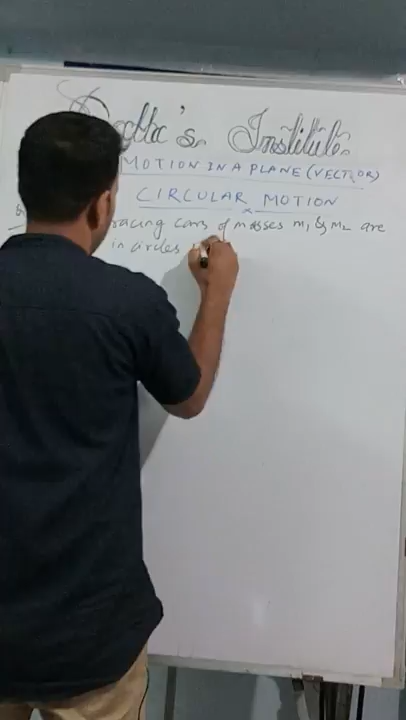 Datta's Institute
MOTION IN A PLANE (VECTOR)
CIRCULAR MOTION
racing cars of masses m₁ & m₂ are
in circles